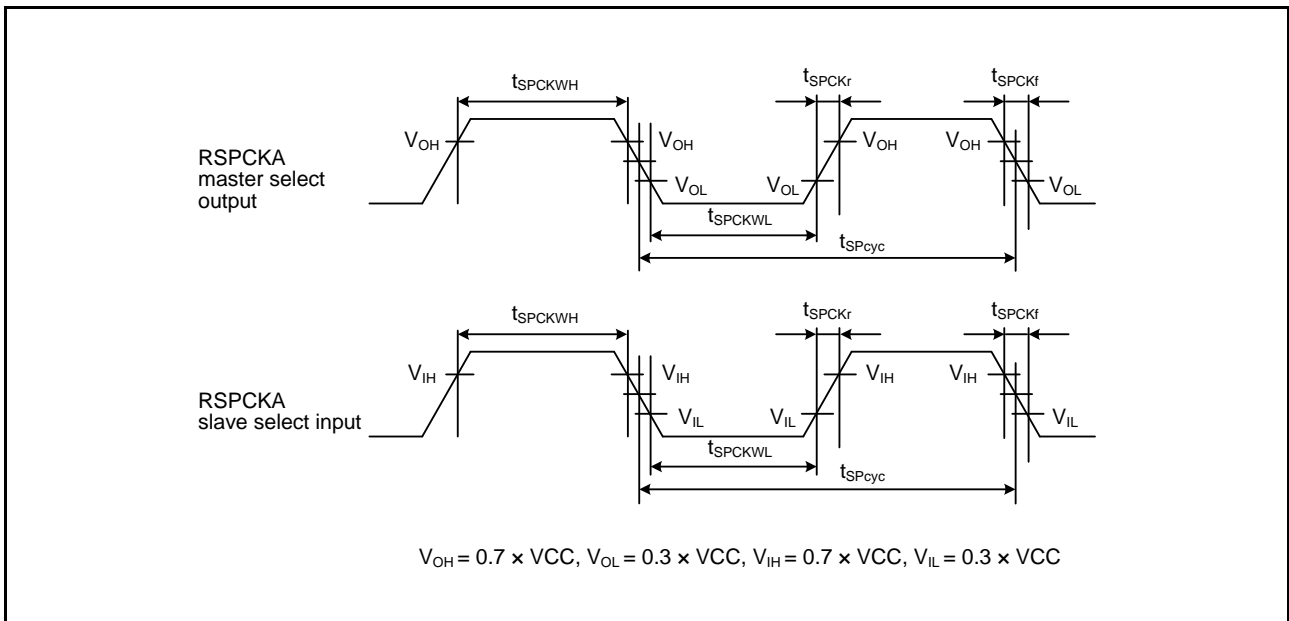 tSPCKWH
tSPCKr
tSPCKf
RSPCKA
master select
output
VOH
VOH
VOH
VOH
VOL
VOL
VOL
tSPCKWL
tSPcyc
tSPCKWH
tSPCKr
tSPCKf
RSPCKA
slave select input
VIH
VIH
VIH
VIH
VIL
VIL
VIL
tSPCKWL
tSPcyc
VOH = 0.7 × VCC, VOL = 0.3 × VCC, VIH = 0.7 × VCC, VIL = 0.3 × VCC